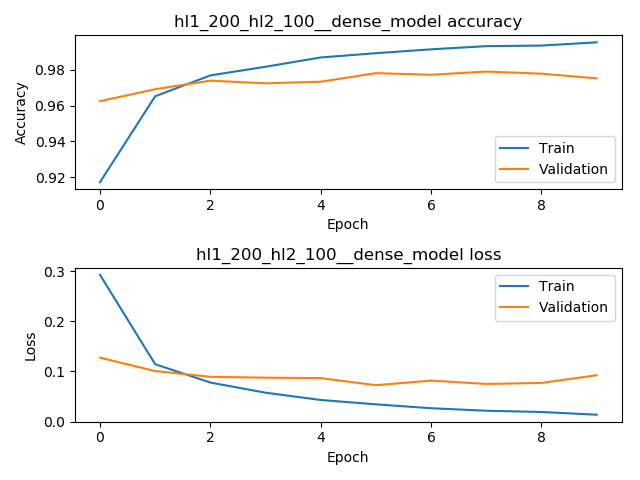 hl1_200_hl2_100__dense_model accuracy
0.98
0.96
0.94
0.92
Accuracy
Train
Validation
0 2 4 6 8
Epoch
hl1_200_hl2_100__dense_model loss
0.3
0.2
0.1
0.0
Loss
Train
Validation
0 2 4 6 8
Epoch